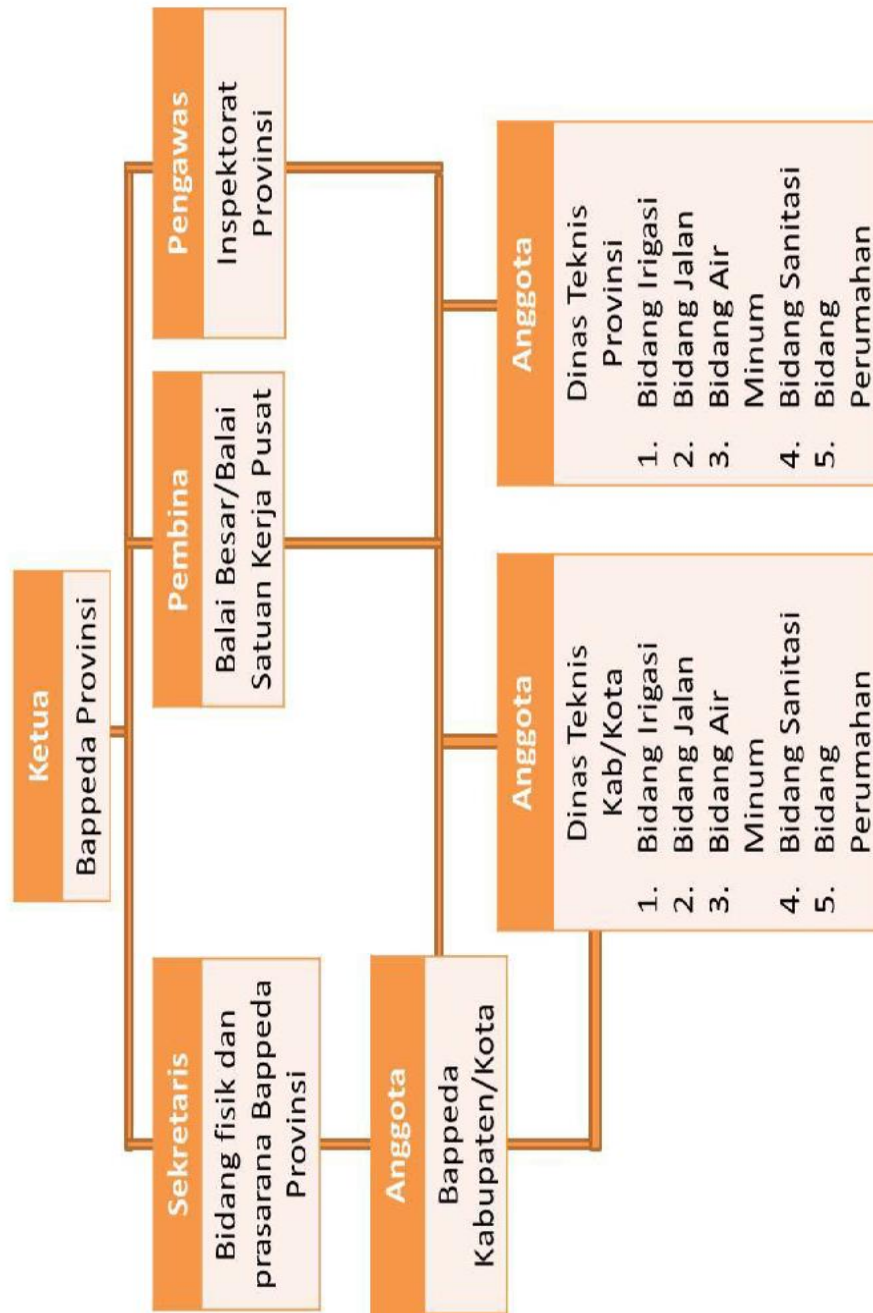 Ketua
Bappeda Provinsi
Sekretaris
Bidang fisik dan
prasarana Bappeda
Provinsi
Pembina
Balai Besar/Balai
Satuan Kerja Pusat
Pengawas
Inspektorat
Provinsi
Anggota
Bappeda
Kabupaten/Kota
Anggota
Dinas Teknis
Kab/Kota
1. Bidang Irigasi
2. Bidang Jalan
3. Bidang Air
Minum
4. Bidang Sanitasi
5. Bidang
Perumahan
Anggota
Dinas Teknis
Provinsi
1. Bidang Irigasi
2. Bidang Jalan
3. Bidang Air
Minum
4. Bidang Sanitasi
5. Bidang
Perumahan